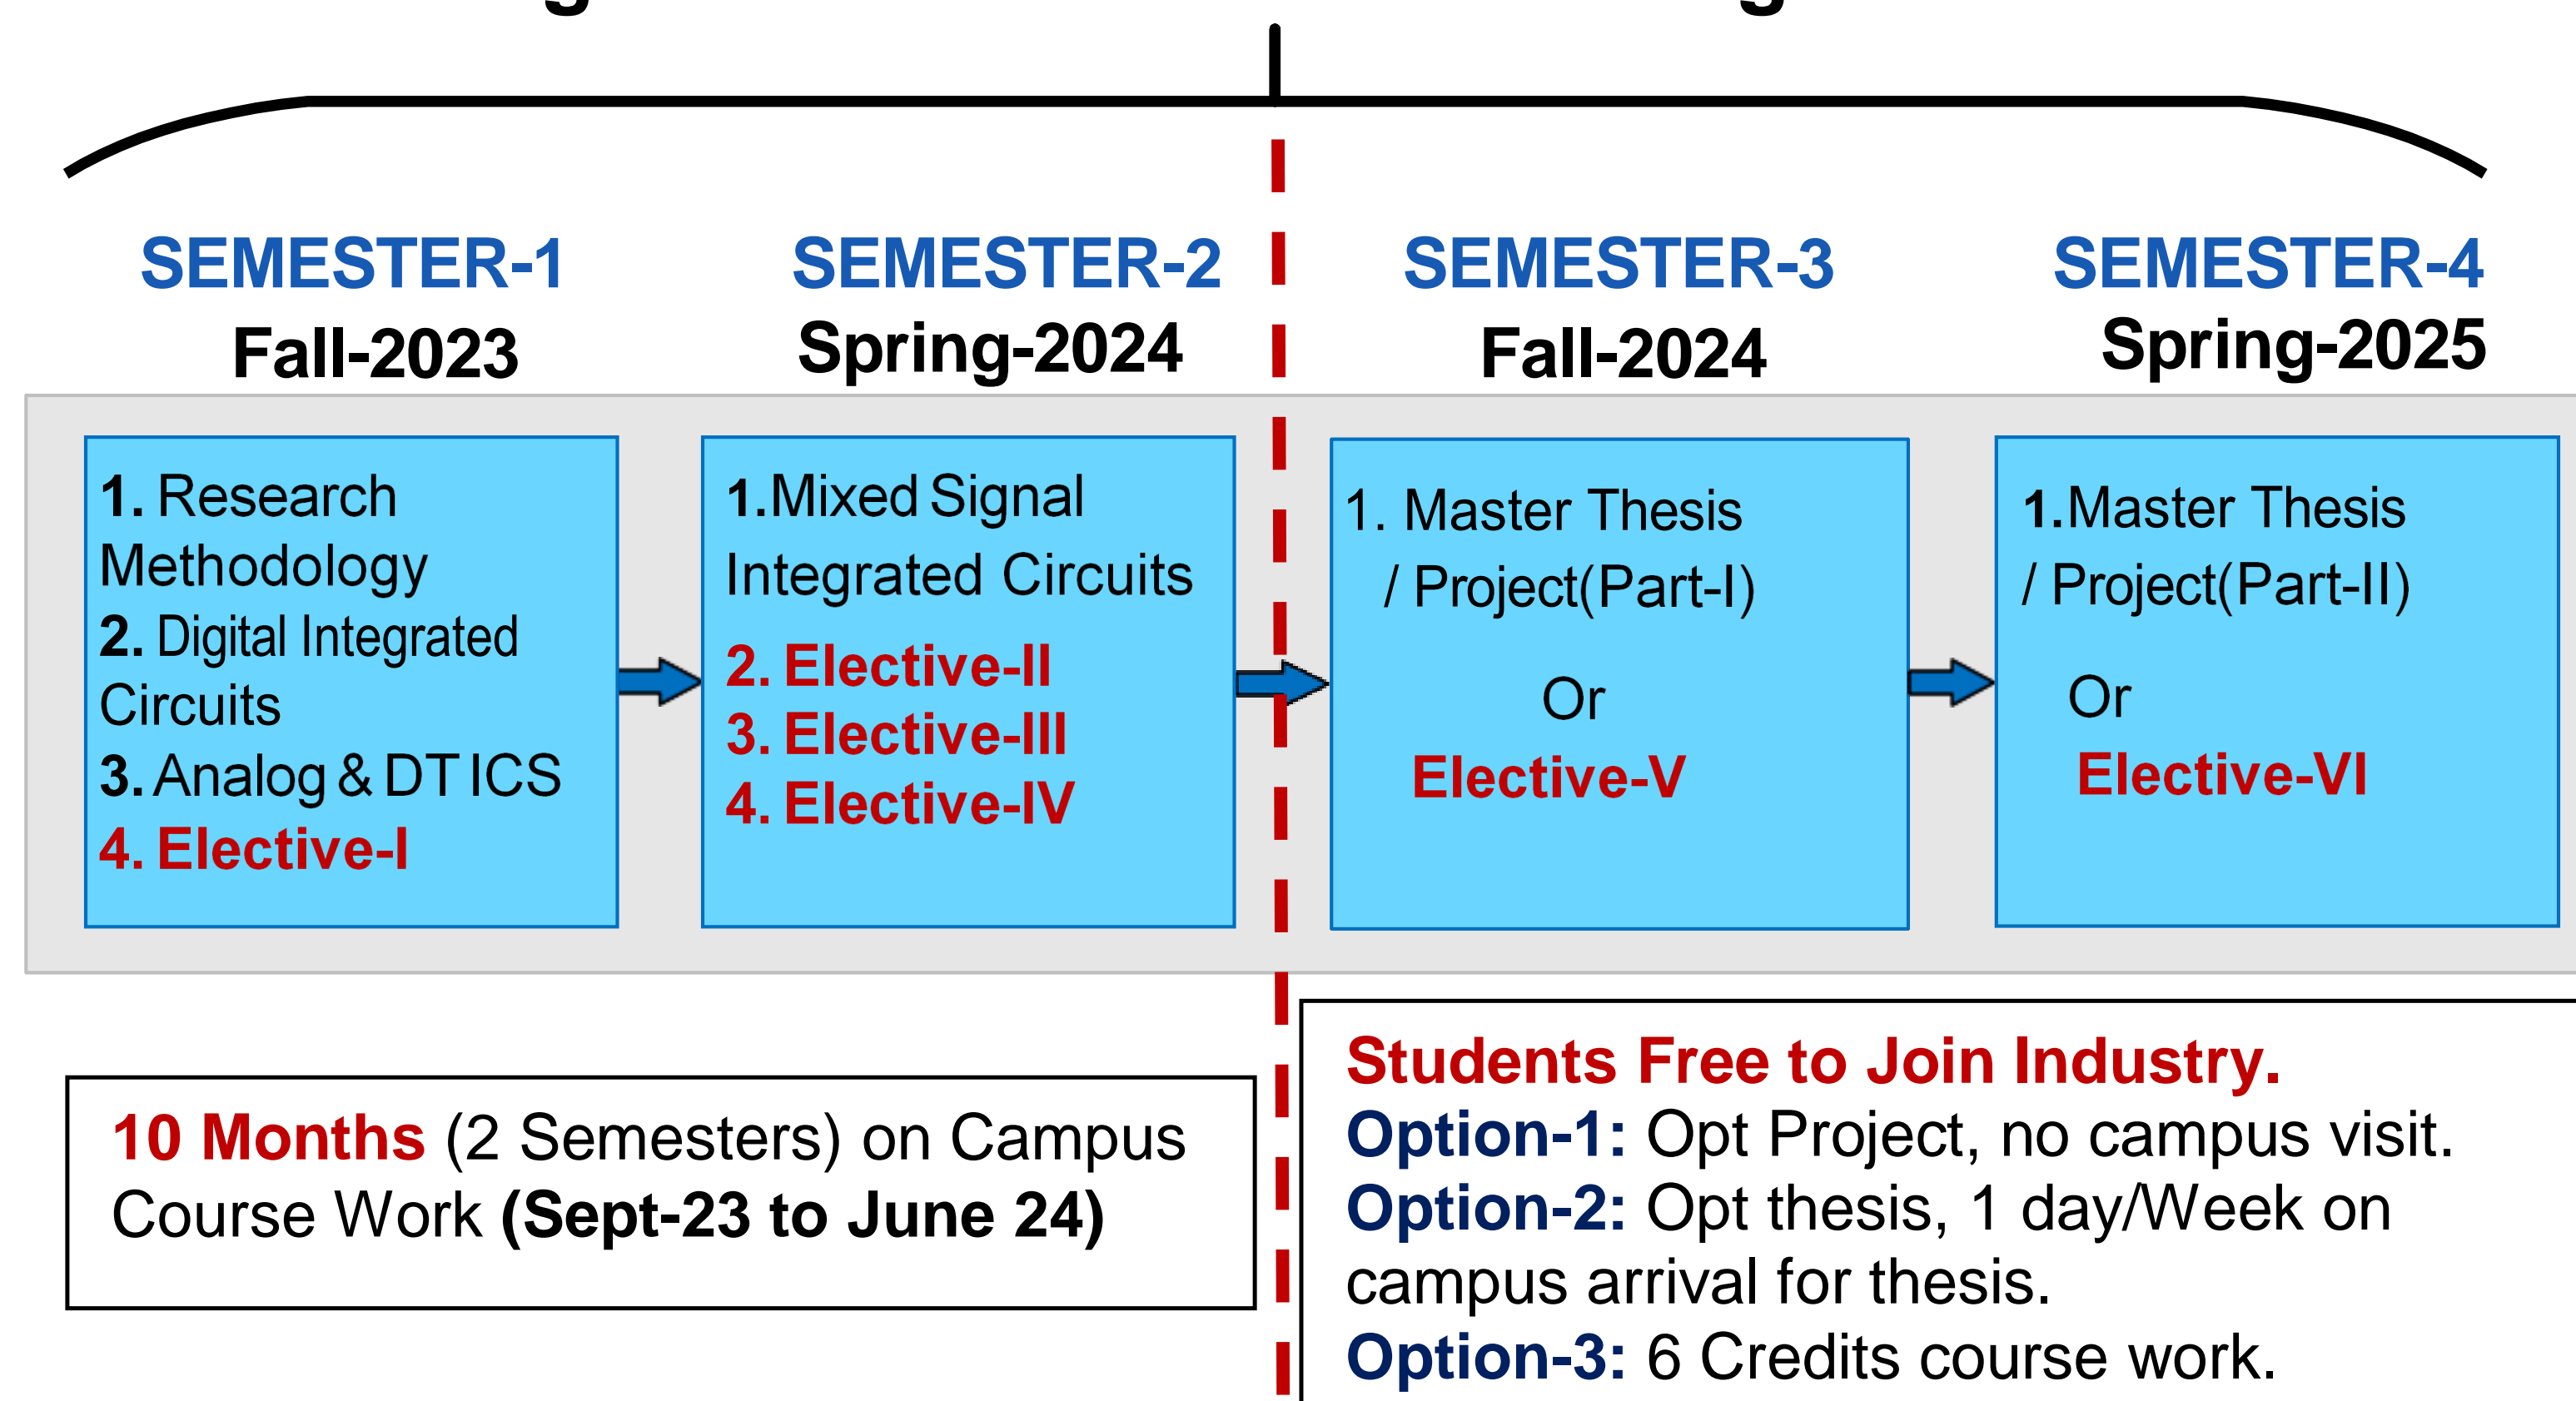 SEMESTER-1
Fall-2023
SEMESTER-2
Spring-2024
SEMESTER-3
Fall-2024
SEMESTER-4
Spring-2025
1. Research
Methodology
2. Digital Integrated
Circuits
3. Analog & DT ICS
4. Elective-I
1.Mixed Signal
Integrated Circuits
2. Elective-II
3. Elective-III
4. Elective-IV
1. Master Thesis
/ Project(Part-I)
Or
Elective-V
1.Master Thesis
/ Project(Part-II)
Or
Elective-VI
10 Months (2 Semesters) on Campus
Course Work (Sept-23 to June 24)
Students Free to Join Industry.
Option-1: Opt Project, no campus visit.
Option-2: Opt thesis, 1 day/Week on
campus arrival for thesis.
Option-3: 6 Credits course work.